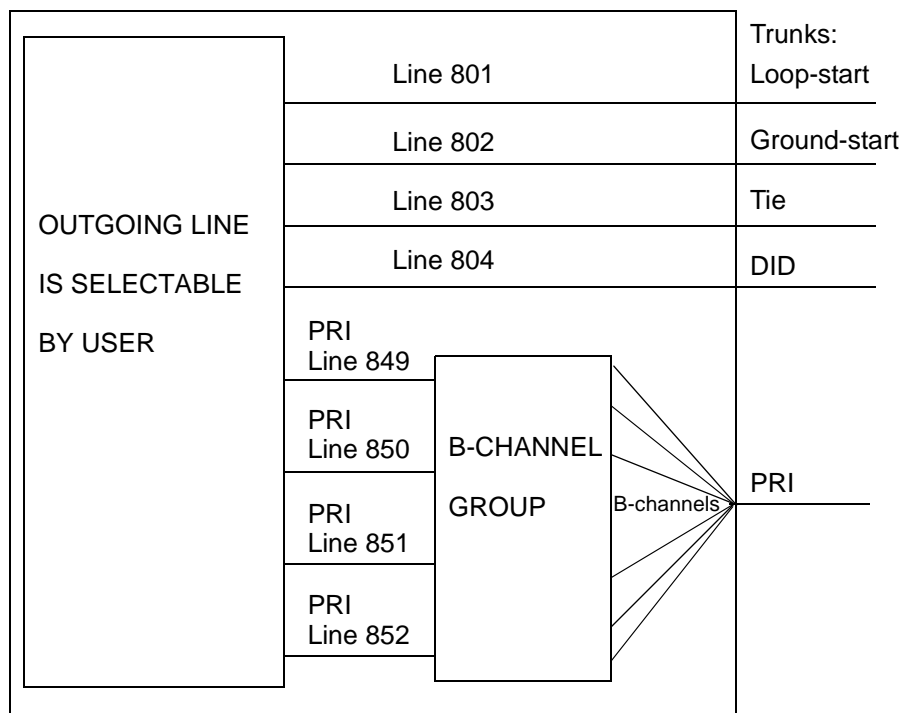 Trunks:
Line 801
Loop-start
Line 802
Ground-start
Line 803
Tie
Line 804
DID
OUTGOING LINE
IS SELECTABLE
BY USER
PRI
Line 849
PRI
Line 850
PRI
Line 851
PRI
Line 852
B-CHANNEL
GROUP
B-channels
PRI